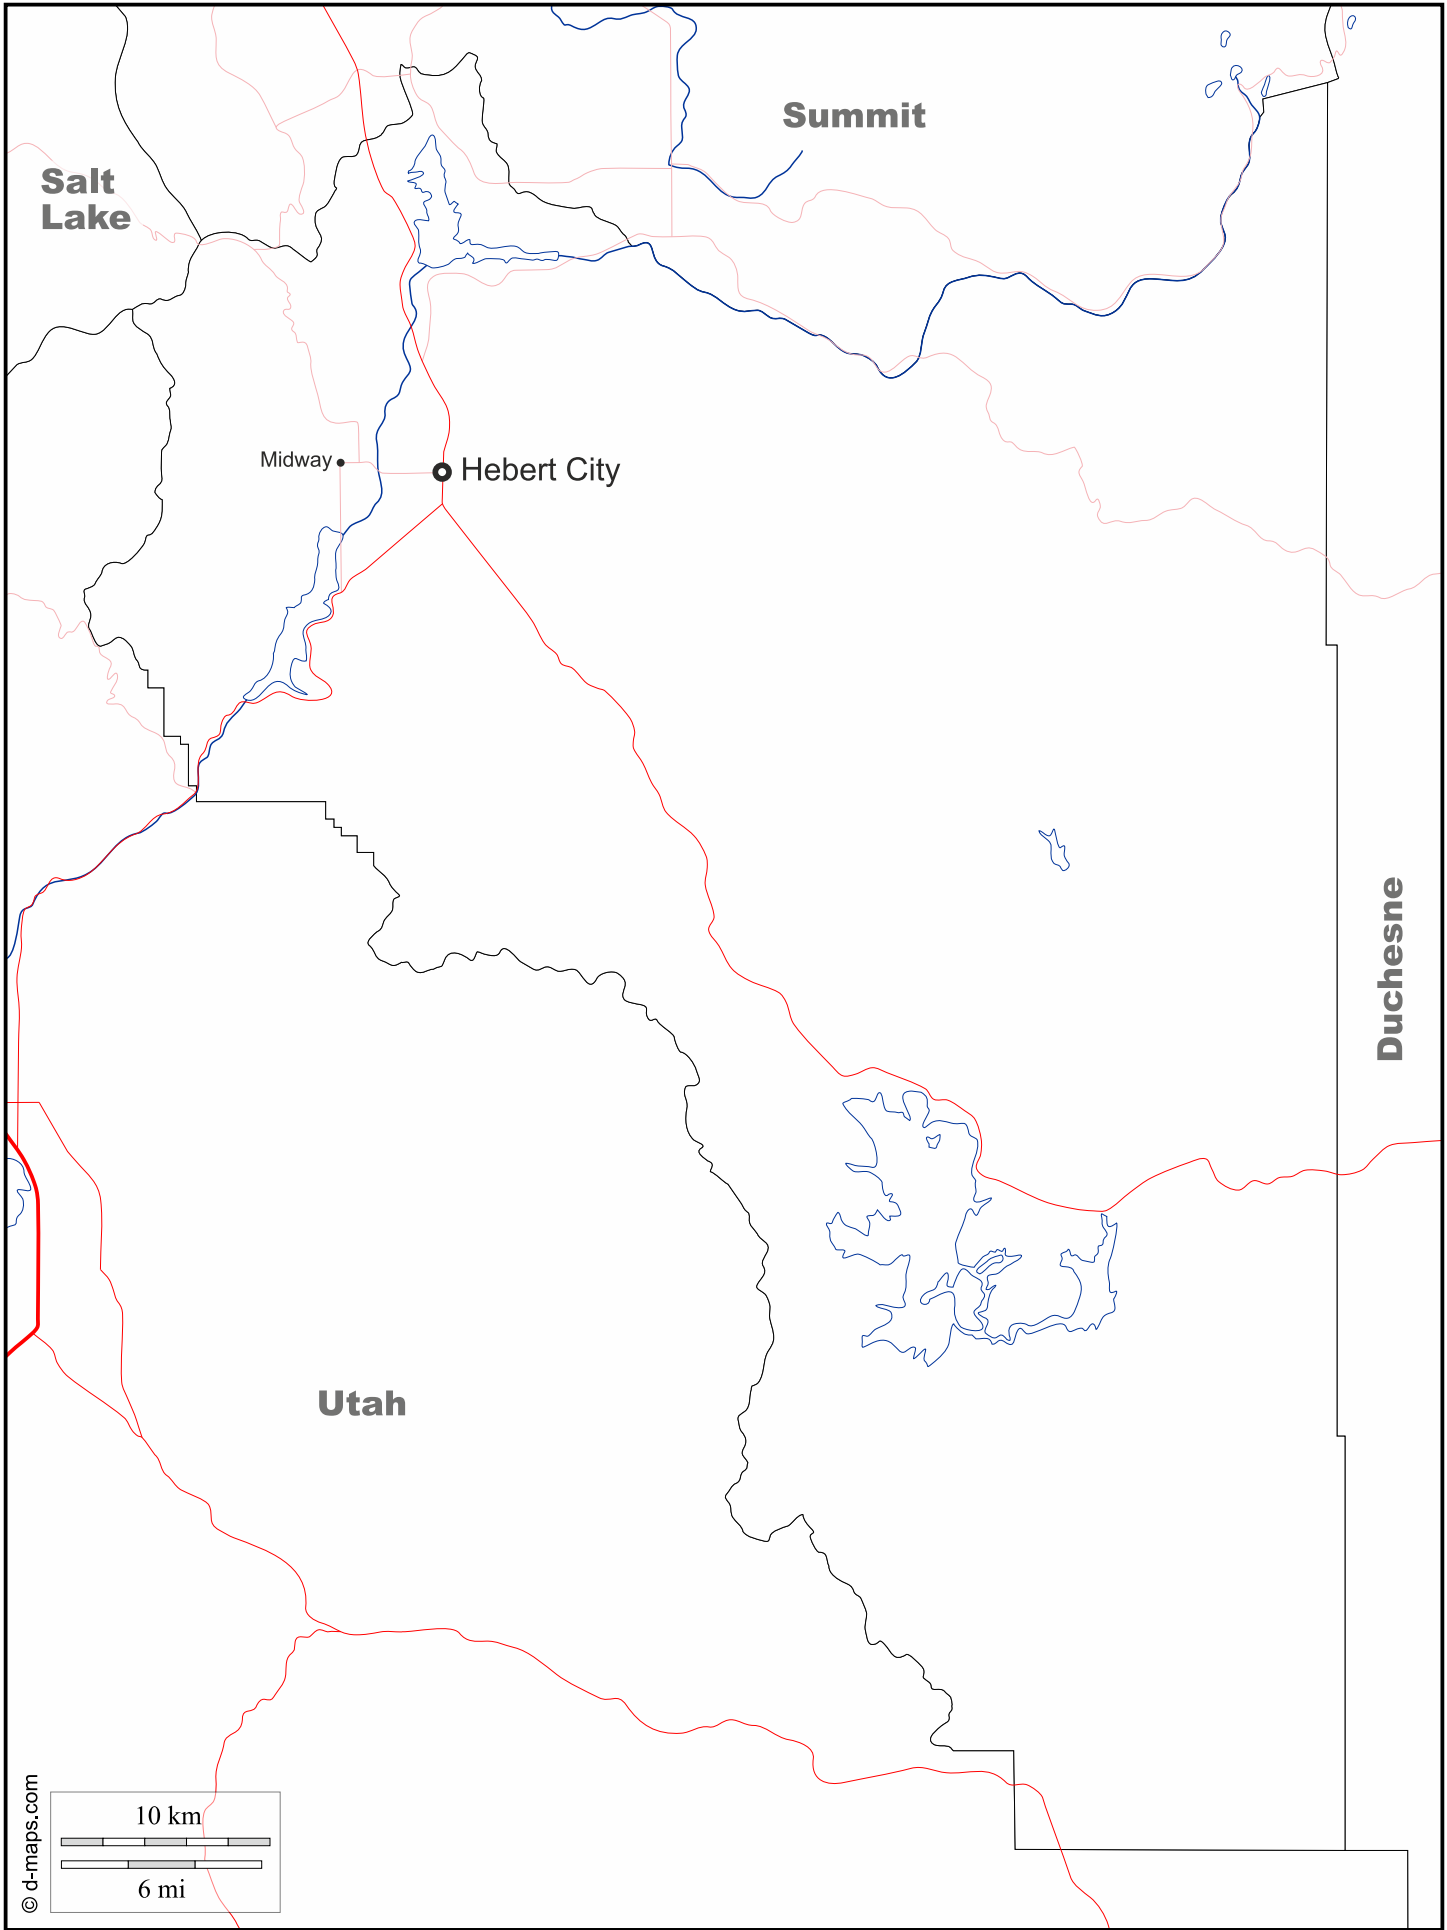 Summit
Salt
Lake
Midway
Hebert City
Duchesne
Utah
10 km
6 mi
© d-maps.com